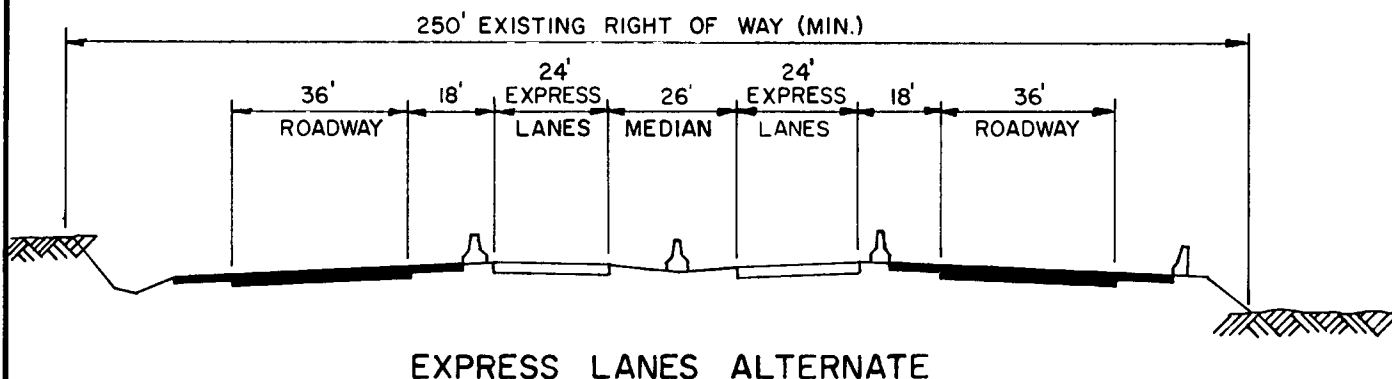 250' EXISTING RIGHT OF WAY (MIN.)
36' ROADWAY
18'
24' EXPRESS LANES
26' MEDIAN
24' EXPRESS LANES
18'
36' ROADWAY
EXPRESS LANES ALTERNATE